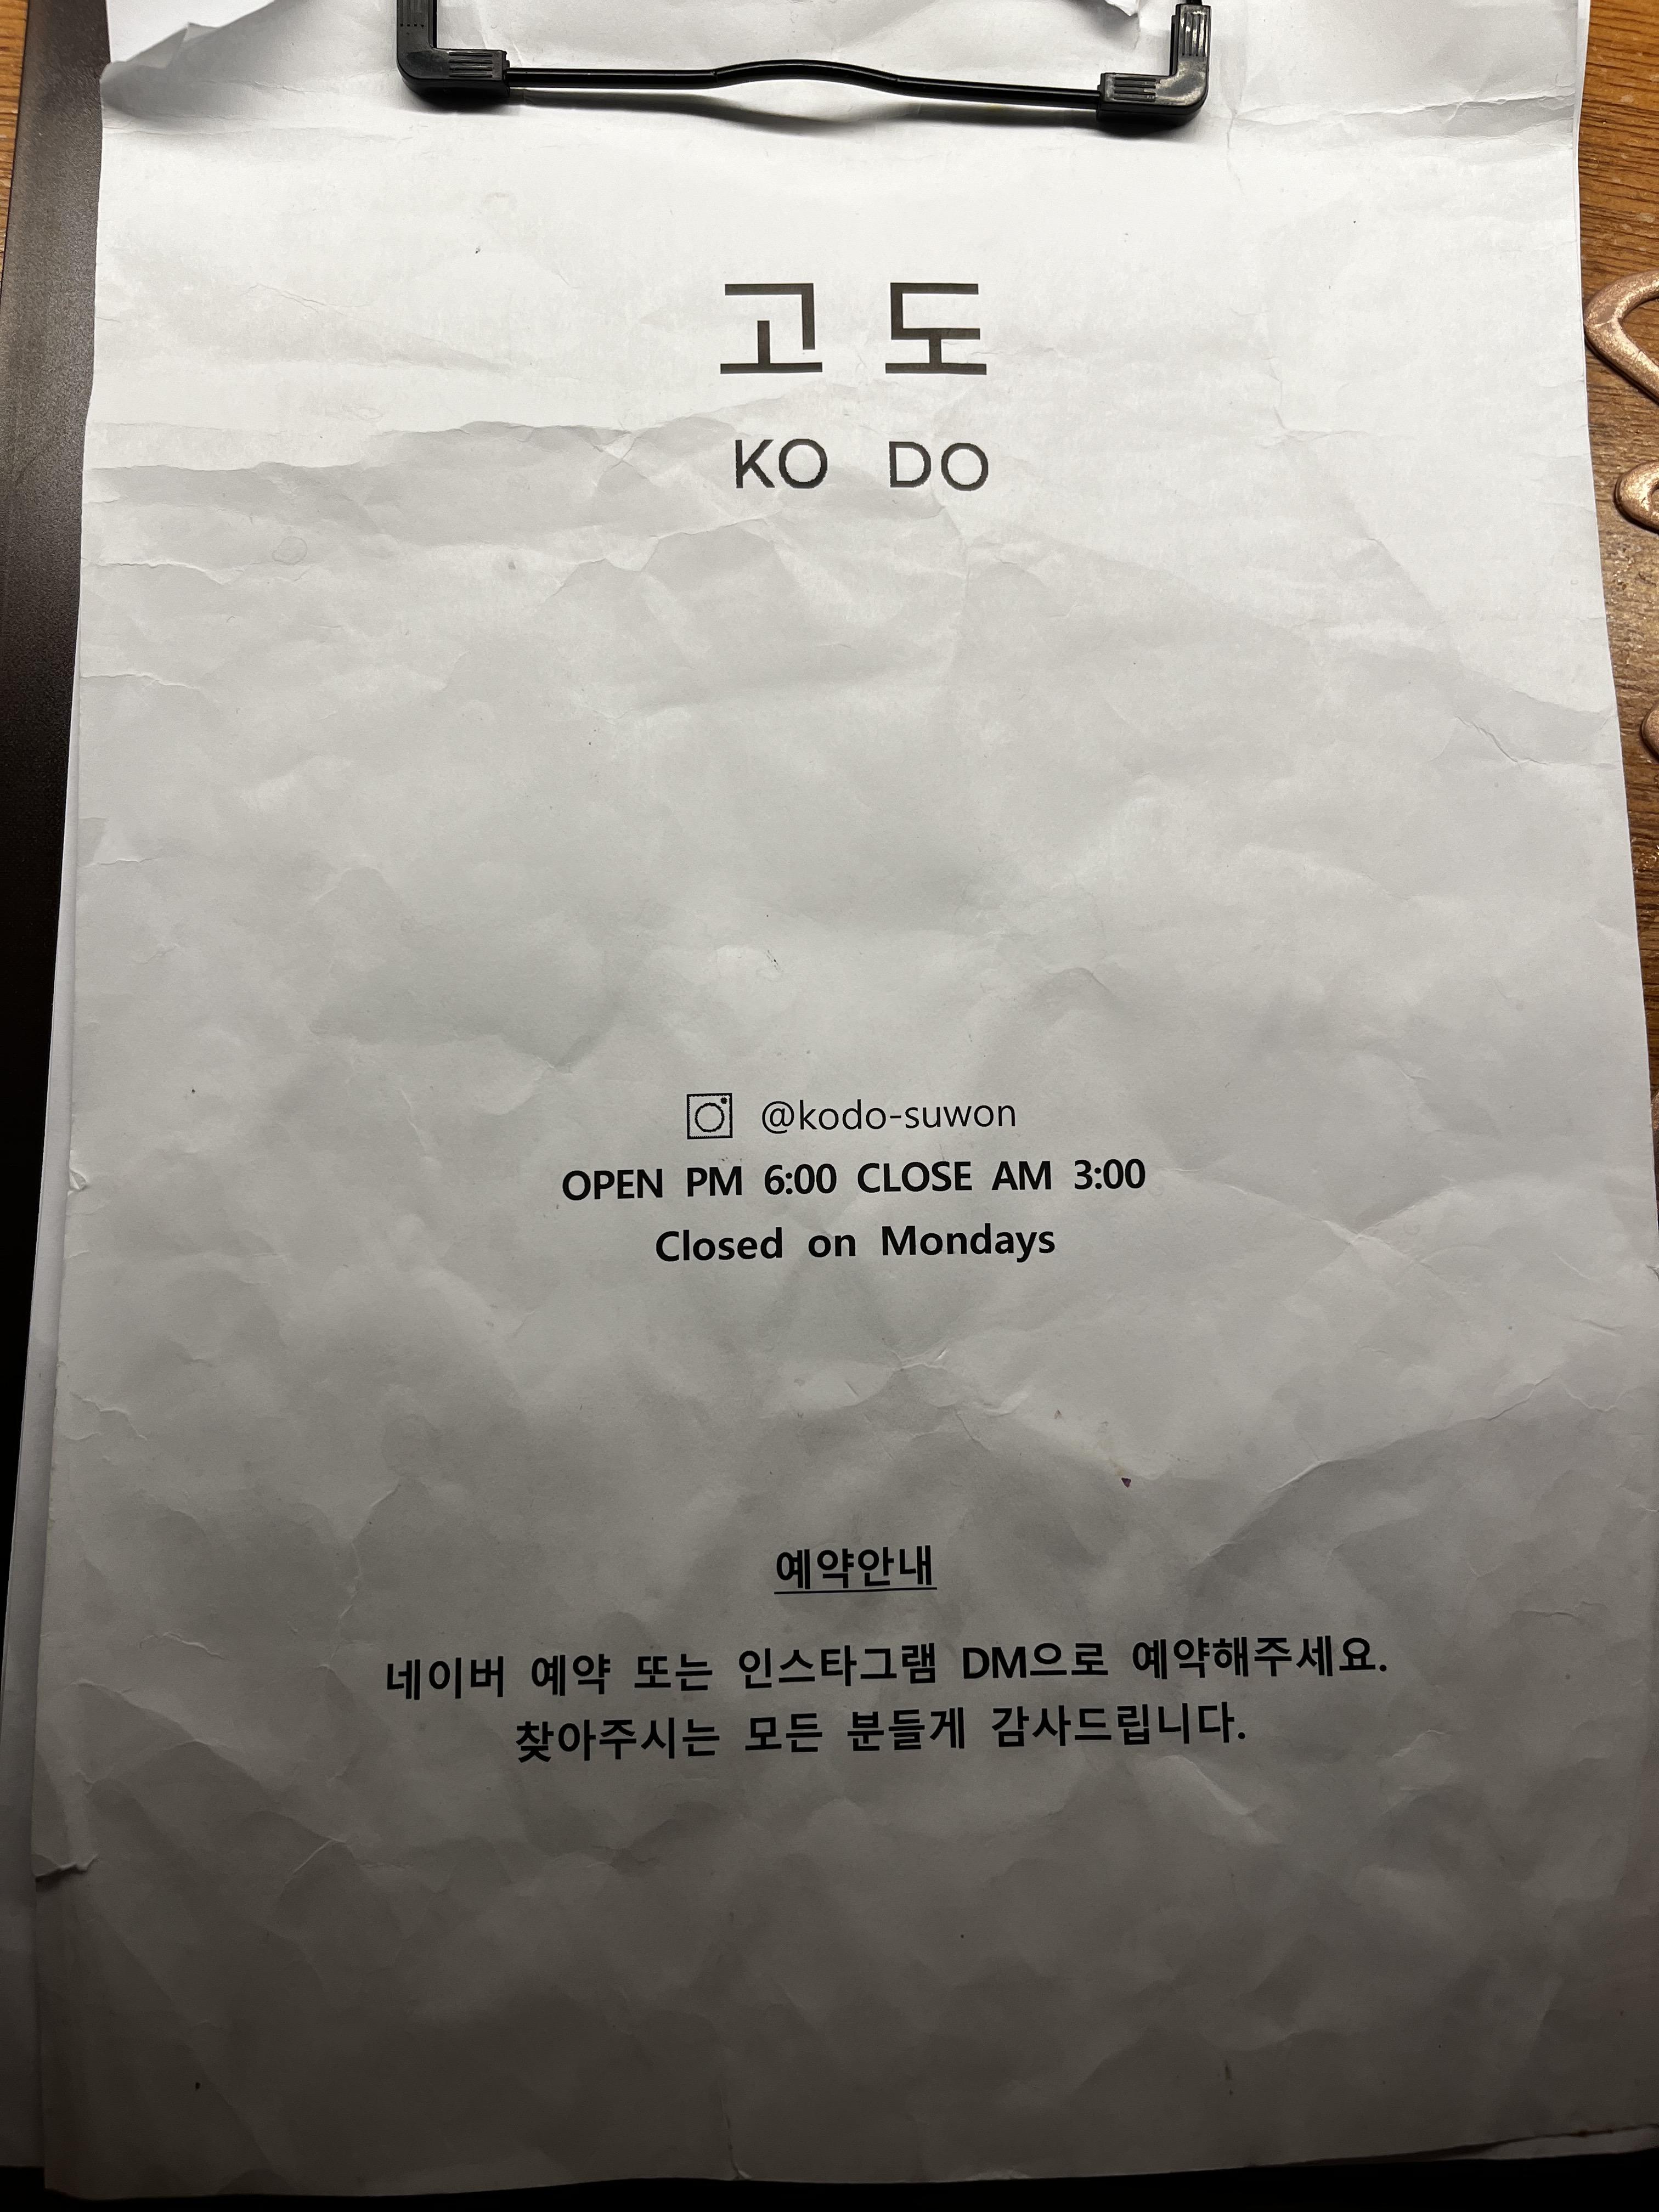 고도
KO DO
@kodo-suwon
OPEN PM 6:00 CLOSE AM 3:00
Closed on Mondays
예약안내
네이버 예약 또는 인스타그램 DM으로 예약해주세요.
찾아주시는 모든 분들게 감사드립니다.